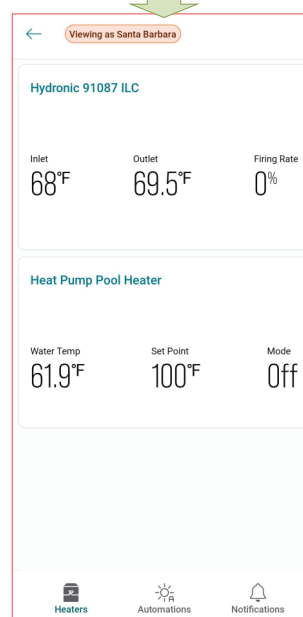 Viewing as Santa Barbara
Hydronic 91087 ILC
Inlet Outlet Firing Rate
68°F 69.5°F 0%
Heat Pump Pool Heater
Water Temp Set Point Mode
61.9°F 100°F Off
Heaters Automations Notifications